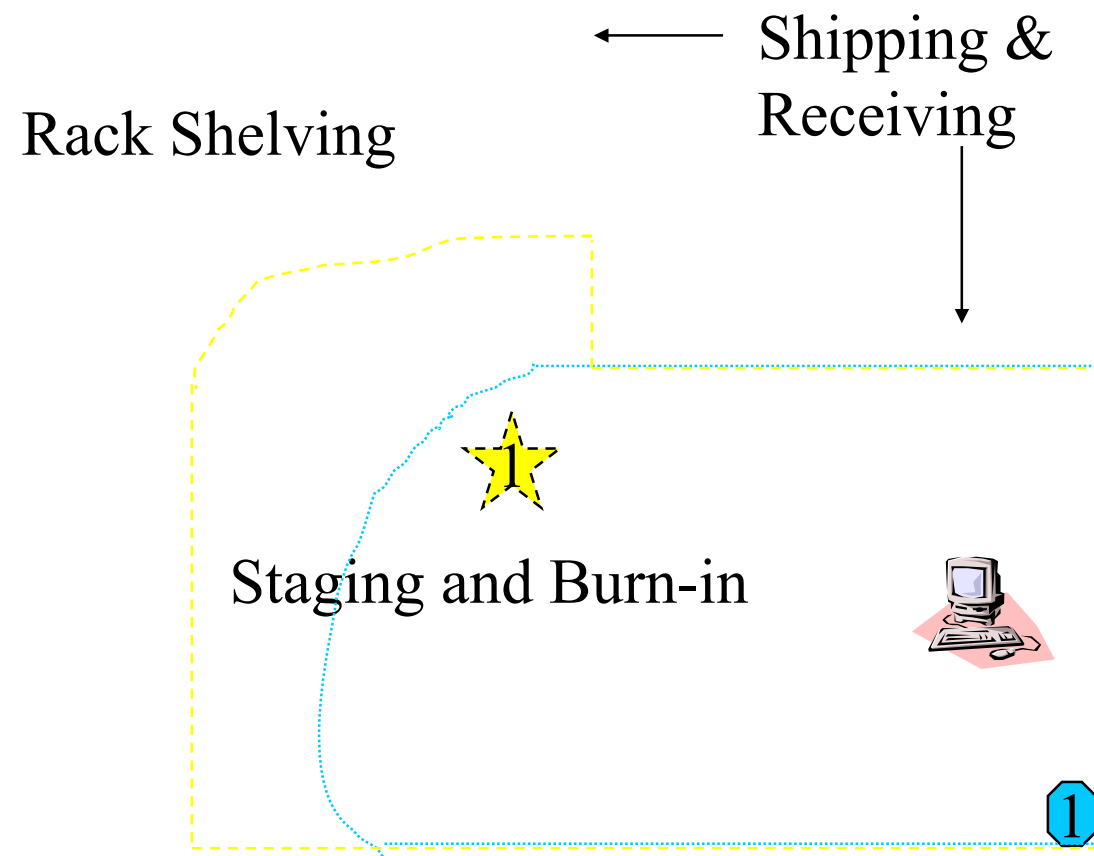 Shipping &
Receiving
Rack Shelving
1
Staging and Burn-in
1